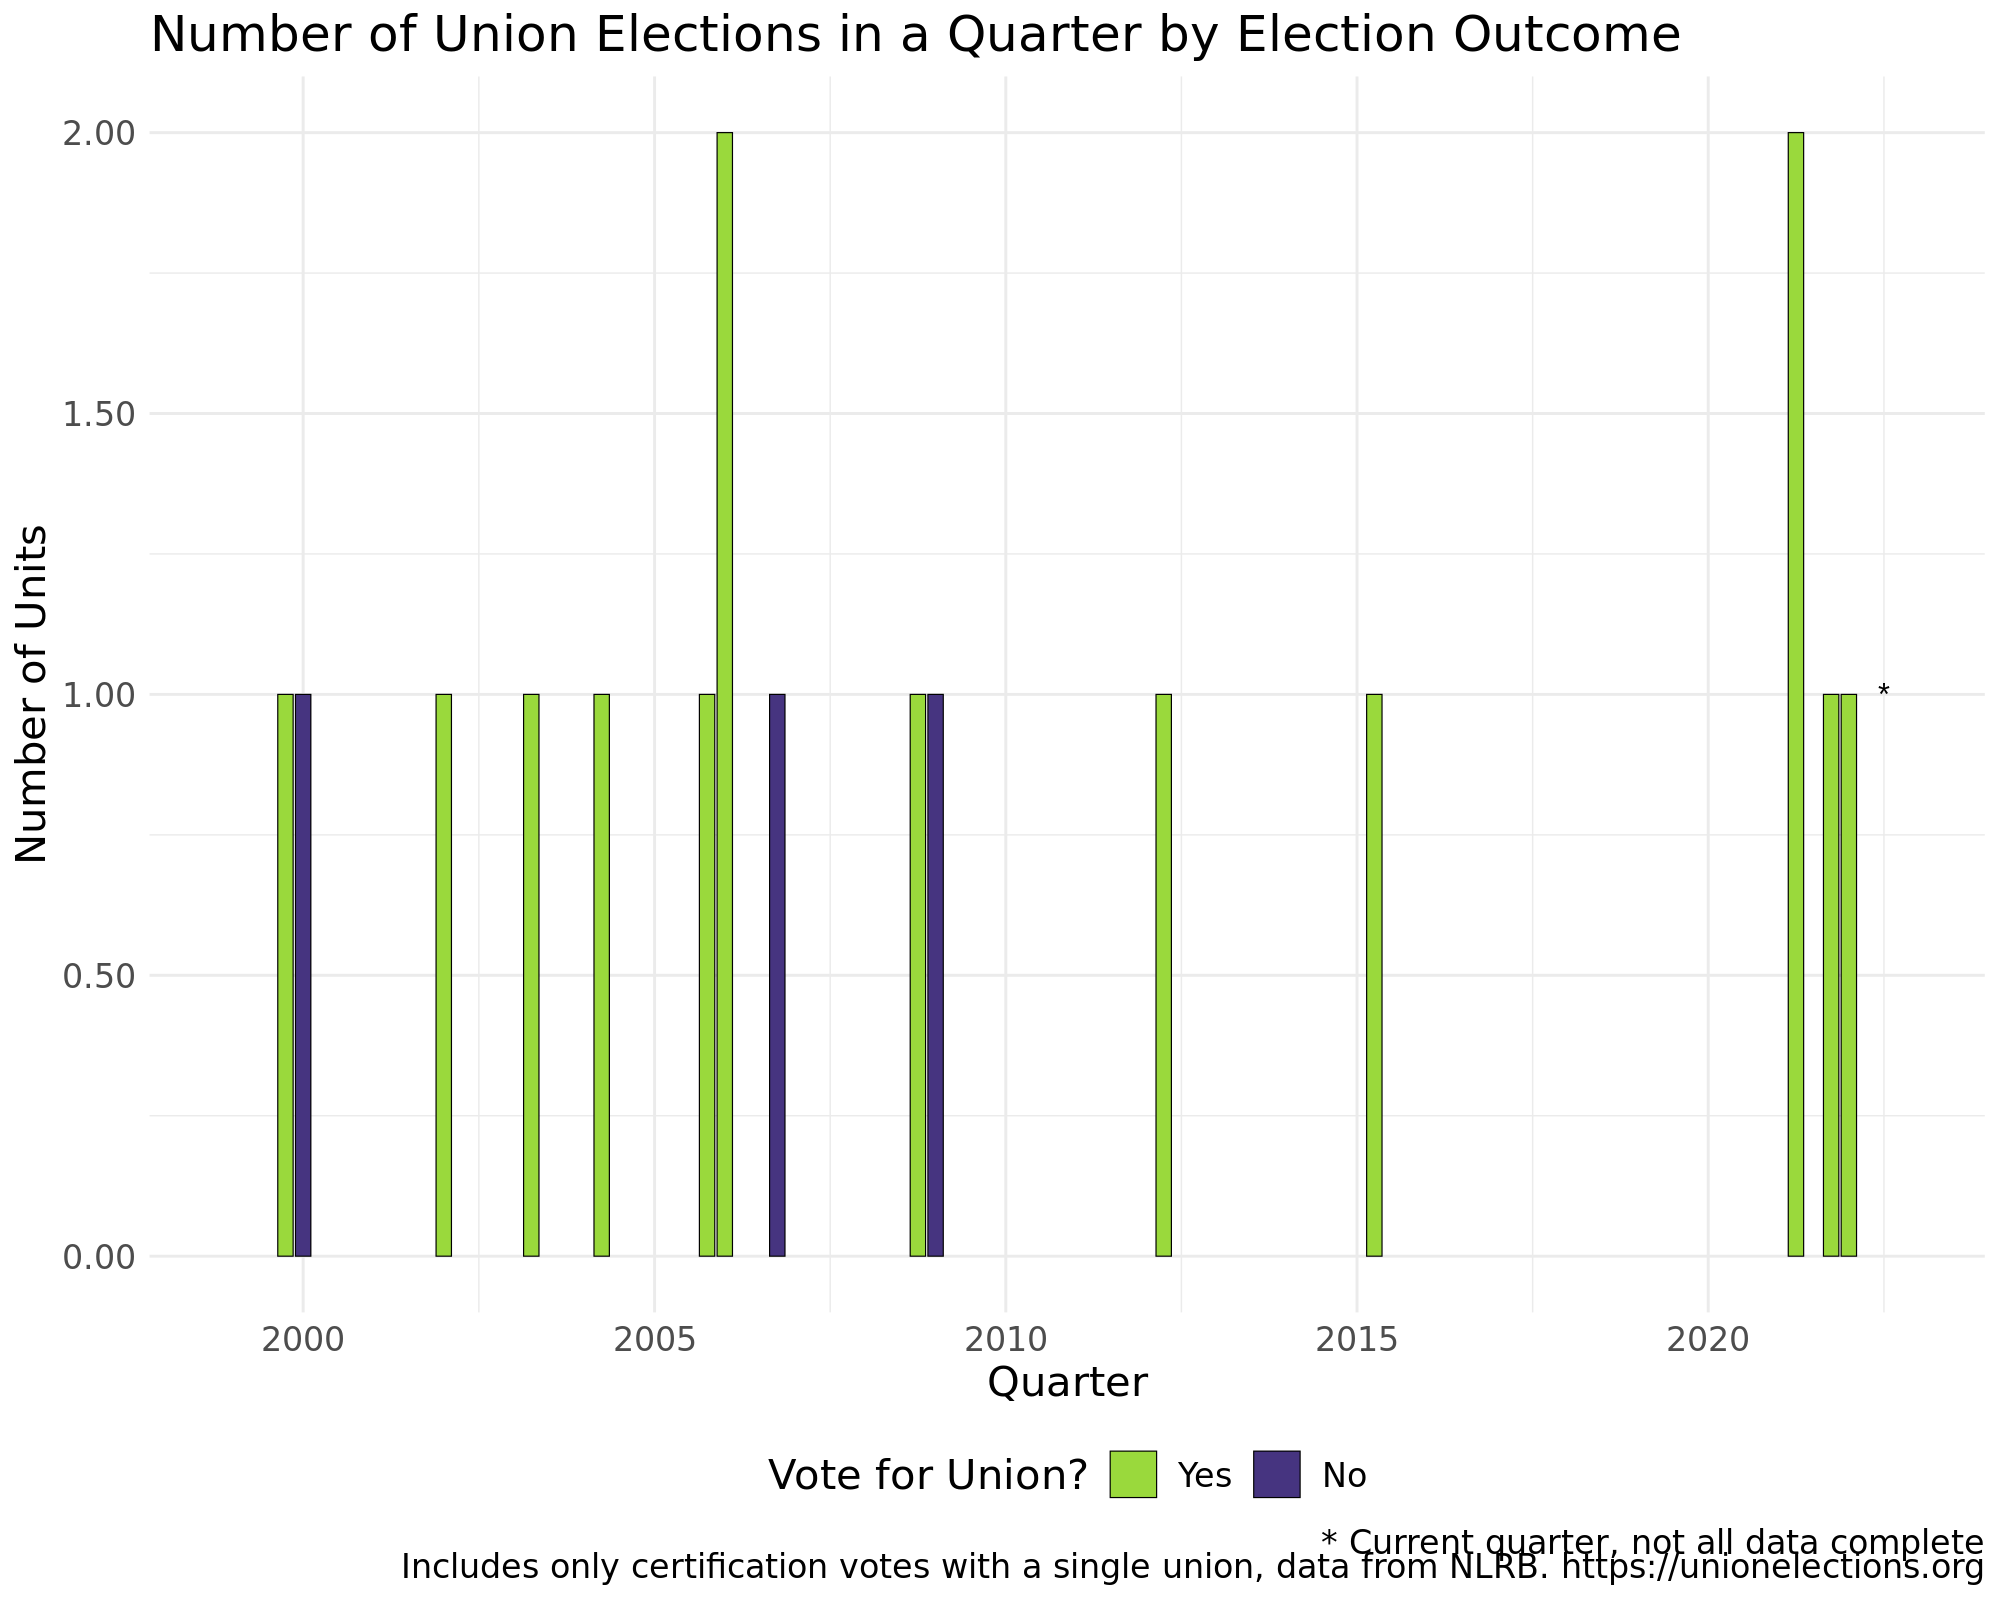 Number of Union Elections in a Quarter by Election Outcome
2.00
1.50
1.00
0.50
0.00
Number of Units
*
2000 2005 2010 2015 2020
Quarter
Vote for Union? Yes No
* Current quarter, not all data complete
Includes only certification votes with a single union, data from NLRB. https://unionelections.org